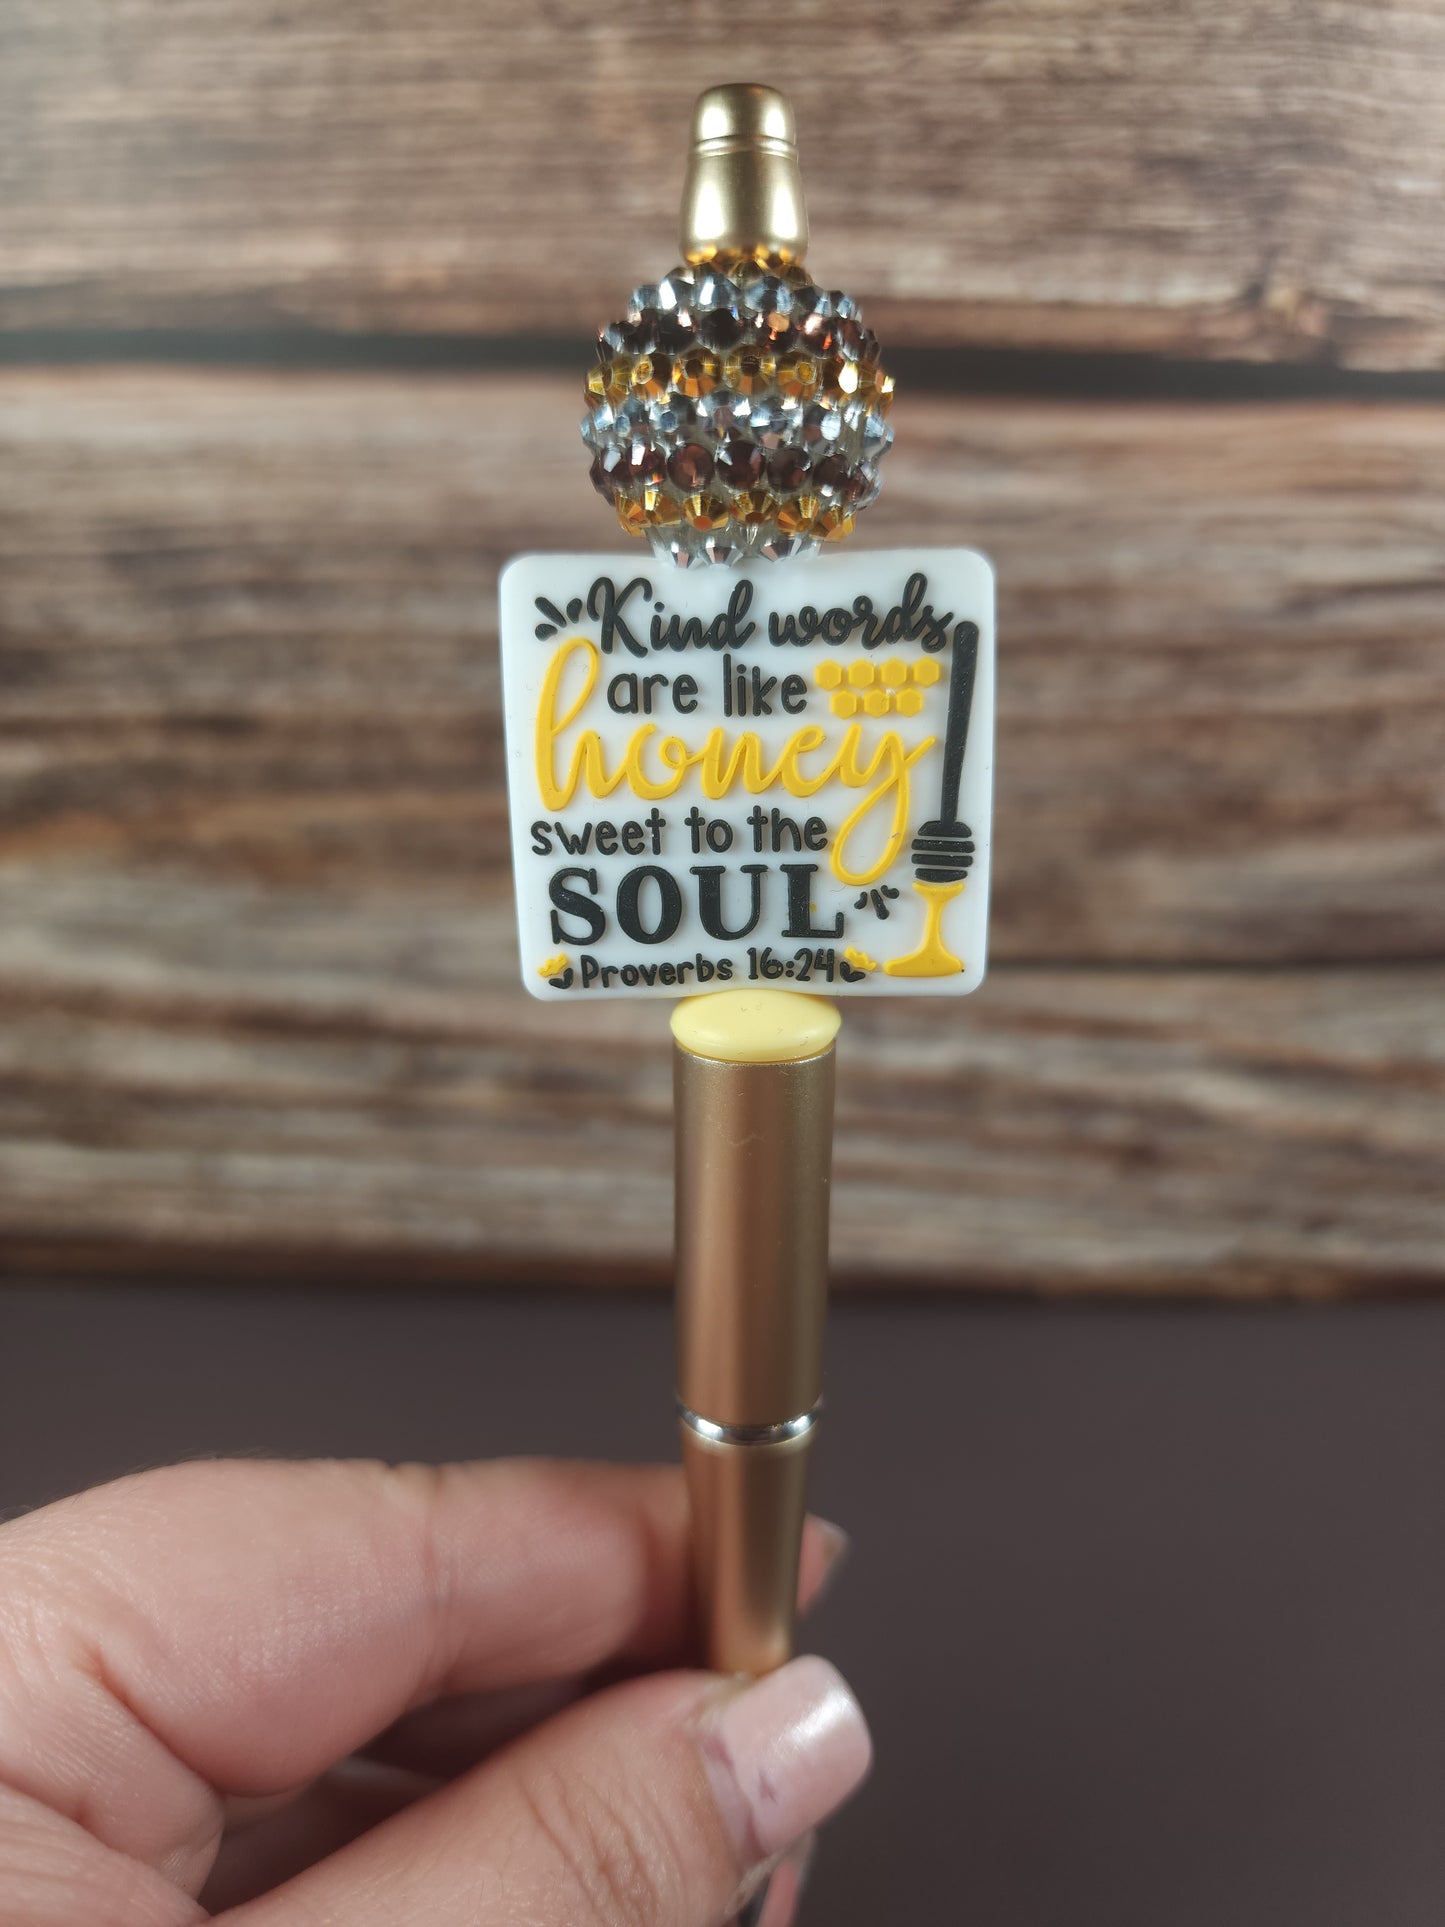 Kind words
are like
honey
sweet to the
SOUL
Proverbs 16:24